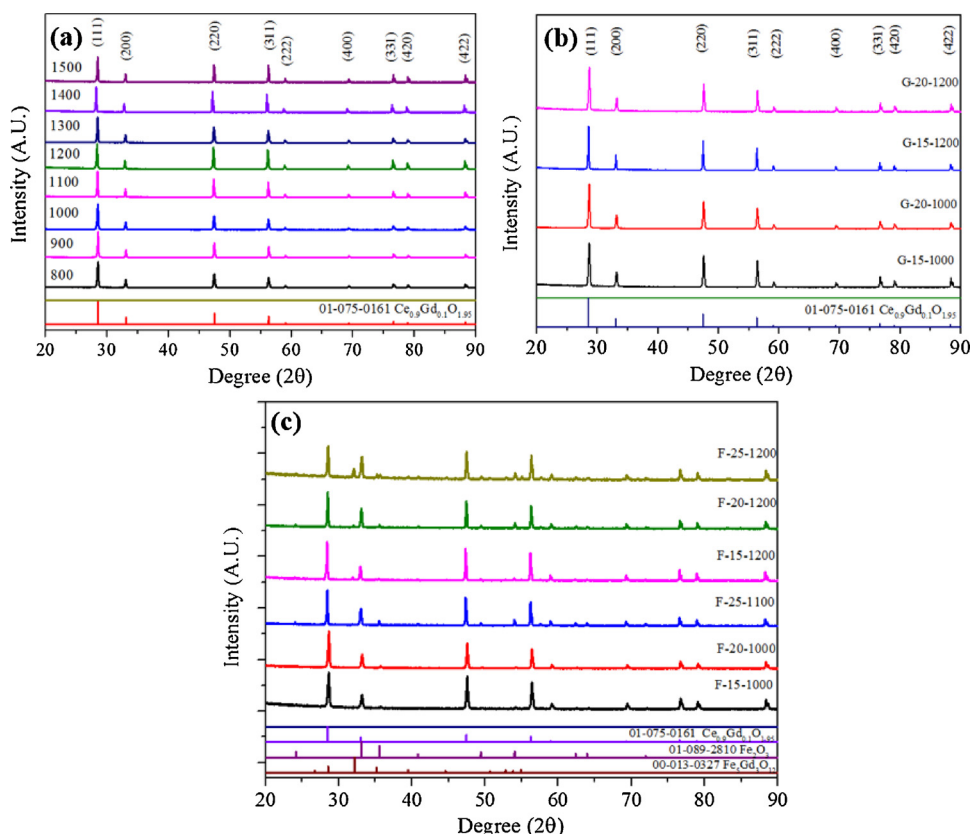 (a)
(111)
(200)
(220)
(311)
(222)
(400)
(331)
(420)
(422)
1500
1400
1300
1200
1100
1000
900
800
01-075-0161 Ce0.9Gd0.1O1.95
20 30 40 50 60 70 80 90
Degree (2θ)
Intensity (A.U.)
(b)
(111)
(200)
(220)
(311)
(222)
(400)
(331)
(420)
(422)
G-20-1200
G-15-1200
G-20-1000
G-15-1000
01-075-0161 Ce0.9Gd0.1O1.95
20 30 40 50 60 70 80 90
Degree (2θ)
Intensity (A.U.)
(c)
F-25-1200
F-20-1200
F-15-1200
F-25-1100
F-20-1000
F-15-1000
01-075-0161 Ce0.9Gd0.1O1.95
01-089-2810 Fe2O3
00-013-0327 Fe5Gd3O12
20 30 40 50 60 70 80 90
Degree (2θ)
Intensity (A.U.)